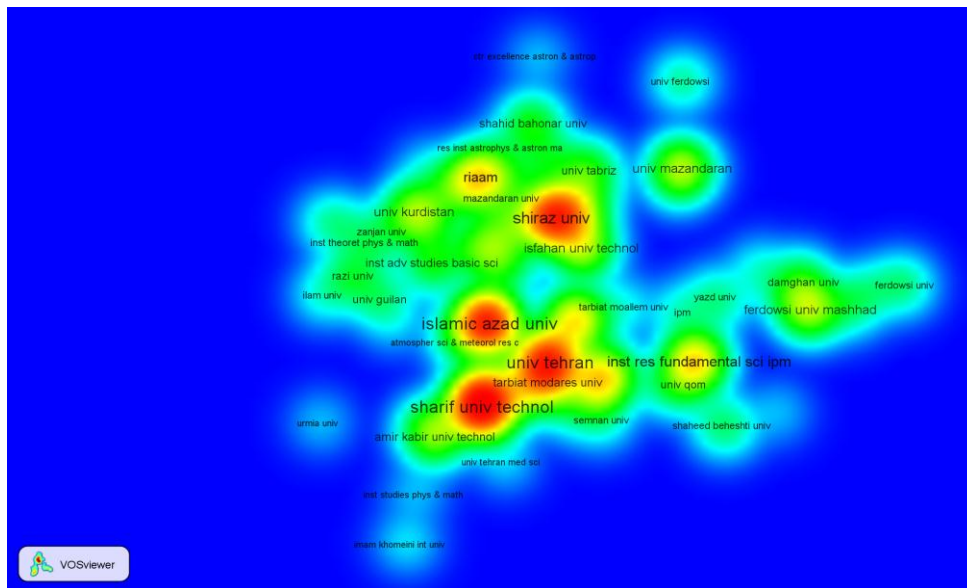 ctr excellence astron & astrop
univ ferdowsi
shahid bahonar univ
res inst astrophys & astron ma
univ tabriz
univ mazandaran
riaam
mazandaran univ
univ kurdistan
shiraz univ
zanjan univ
inst theoret phys & math
isfahan univ technol
inst adv studies basic sci
razi univ
damghan univ
ferdowsi univ
ilam univ
univ guilan
yazd univ
tarbiat moallem univ
ipm
ferdowsi univ mashhad
islamic azad univ
atmospher sci & meteorol res c
univ tehran
inst res fundamental sci ipm
tarbiat modares univ
univ qom
sharif univ technol
urmia univ
semnan univ
shaheed beheshti univ
amir kabir univ technol
univ tehran med sci
inst studies phys & math
imam khomeini int univ
VOSviewer